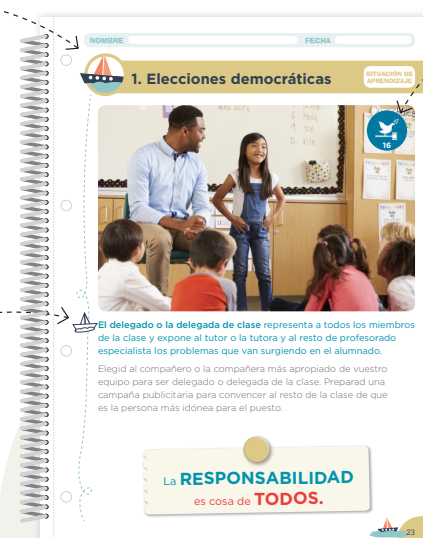 NOMBRE FECHA
1. Elecciones democráticas
SITUACIÓN DE
APRENDIZAJE
16
El delegado o la delegada de clase representa a todos los miembros
de la clase y expone al tutor o la tutora y al resto de profesorado
especialista los problemas que van surgiendo en el alumnado.
Elegid al compañero o la compañera más apropiado de vuestro
equipo para ser delegado o delegada de la clase. Preparad una
campaña publicitaria para convencer al resto de la clase de que
es la persona más idónea para el puesto.
La RESPONSABILIDAD
es cosa de TODOS.
23